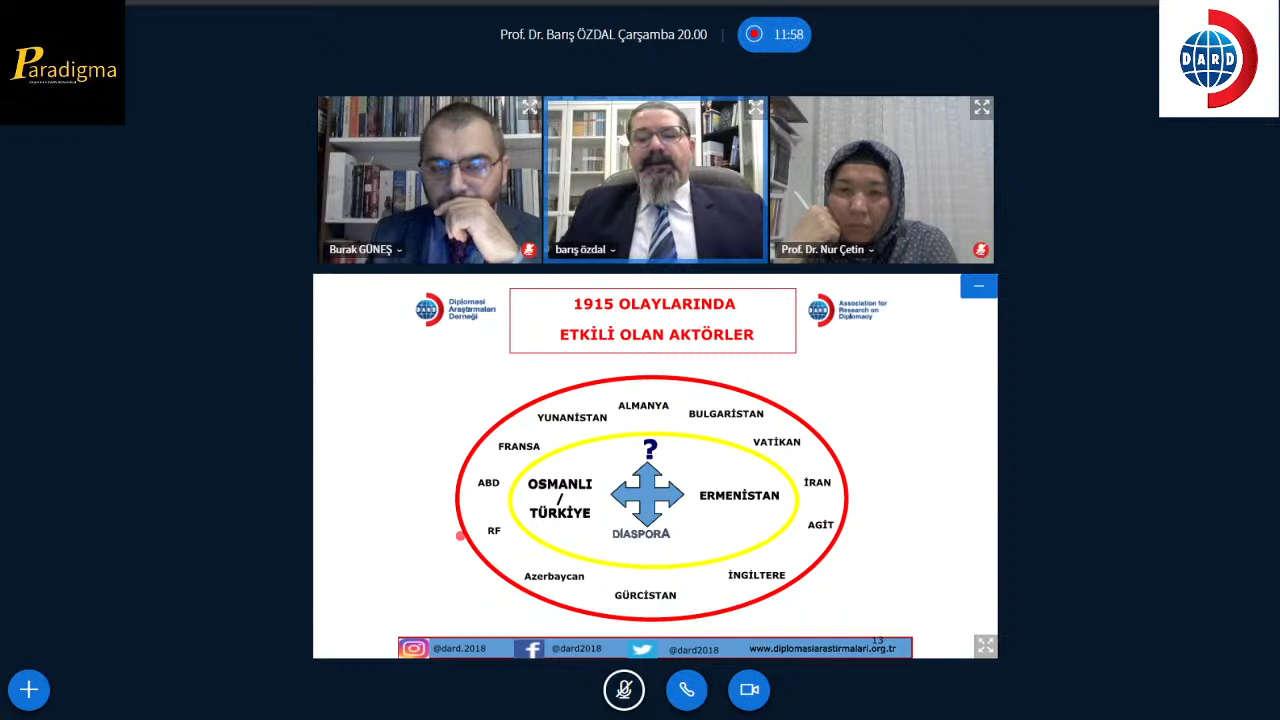 Paradigma
Prof. Dr. Barış ÖZDAL Çarşamba 20.00
11:58
DARD
Burak GÜNEŞ
barış özdal
Prof. Dr. Nur Çetin
DARD
Diplomasi
Araştırmaları
Derneği
1915 OLAYLARINDA
ETKİLİ OLAN AKTÖRLER
DARD
Association for
Research on
Diplomacy
ALMANYA
YUNANİSTAN
BULGARİSTAN
FRANSA
VATİKAN
?
ABD
OSMANLI
/
TÜRKİYE
ERMENİSTAN
İRAN
RF
DİASPORA
AGİT
Azerbaycan
İNGİLTERE
GÜRCİSTAN
13
@dard.2018
@dard2018
@dard2018
www.diplomasiarastirmalari.org.tr